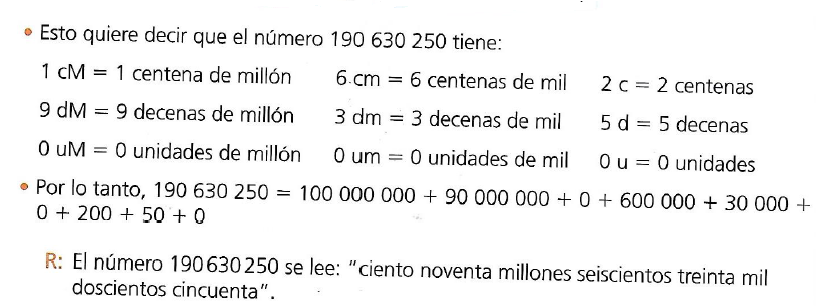 • Esto quiere decir que el número 190 630 250 tiene:
1 cM = 1 centena de millón 6 cm = 6 centenas de mil 2 c = 2 centenas
9 dM = 9 decenas de millón 3 dm = 3 decenas de mil 5 d = 5 decenas
0 uM = 0 unidades de millón 0 um = 0 unidades de mil 0 u = 0 unidades
• Por lo tanto, 190 630 250 = 100 000 000 + 90 000 000 + 0 + 600 000 + 30 000 +
0 + 200 + 50 + 0
R: El número 190 630 250 se lee: "ciento noventa millones seiscientos treinta mil
doscientos cincuenta".